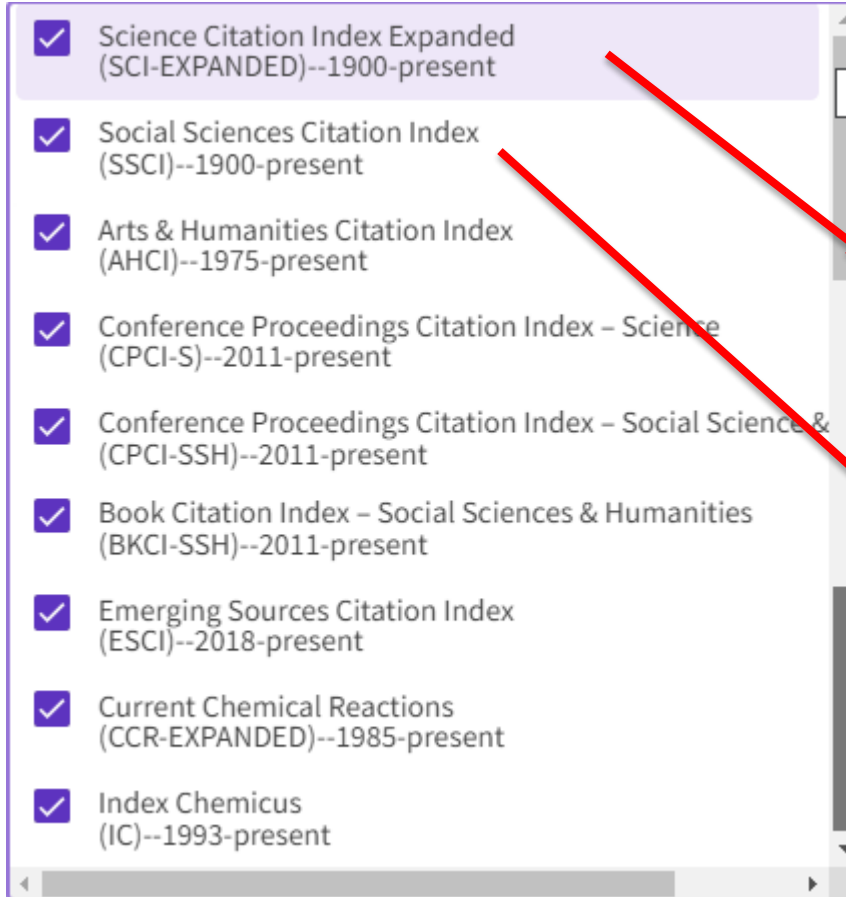 Science Citation Index Expanded
(SCI-EXPANDED)--1900-present
Social Sciences Citation Index
(SSCI)--1900-present
Arts & Humanities Citation Index
(AHCI)--1975-present
Conference Proceedings Citation Index – Science
(CPCI-S)--2011-present
Conference Proceedings Citation Index – Social Science &
(CPCI-SSH)--2011-present
Book Citation Index – Social Sciences & Humanities
(BKCI-SSH)--2011-present
Emerging Sources Citation Index
(ESCI)--2018-present
Current Chemical Reactions
(CCR-EXPANDED)--1985-present
Index Chemicus
(IC)--1993-present